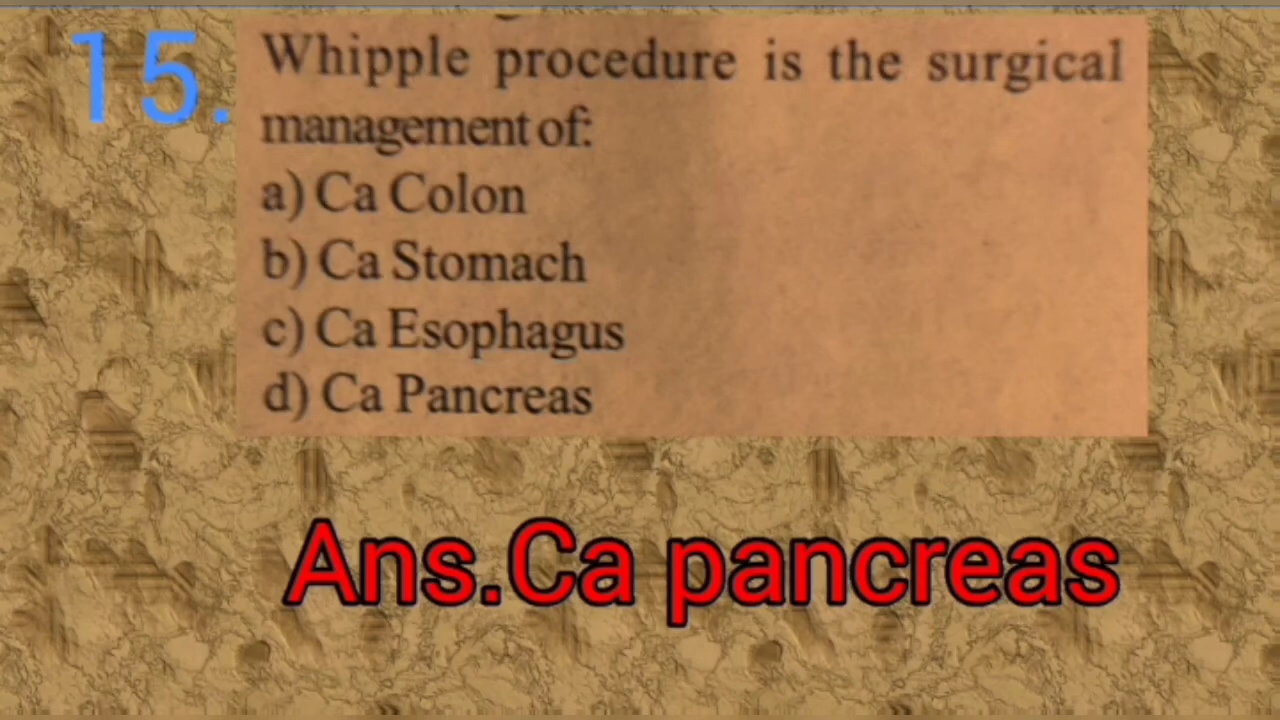 15.
Whipple procedure is the surgical
management of:
a) Ca Colon
b) Ca Stomach
c) Ca Esophagus
d) Ca Pancreas
Ans.Ca pancreas